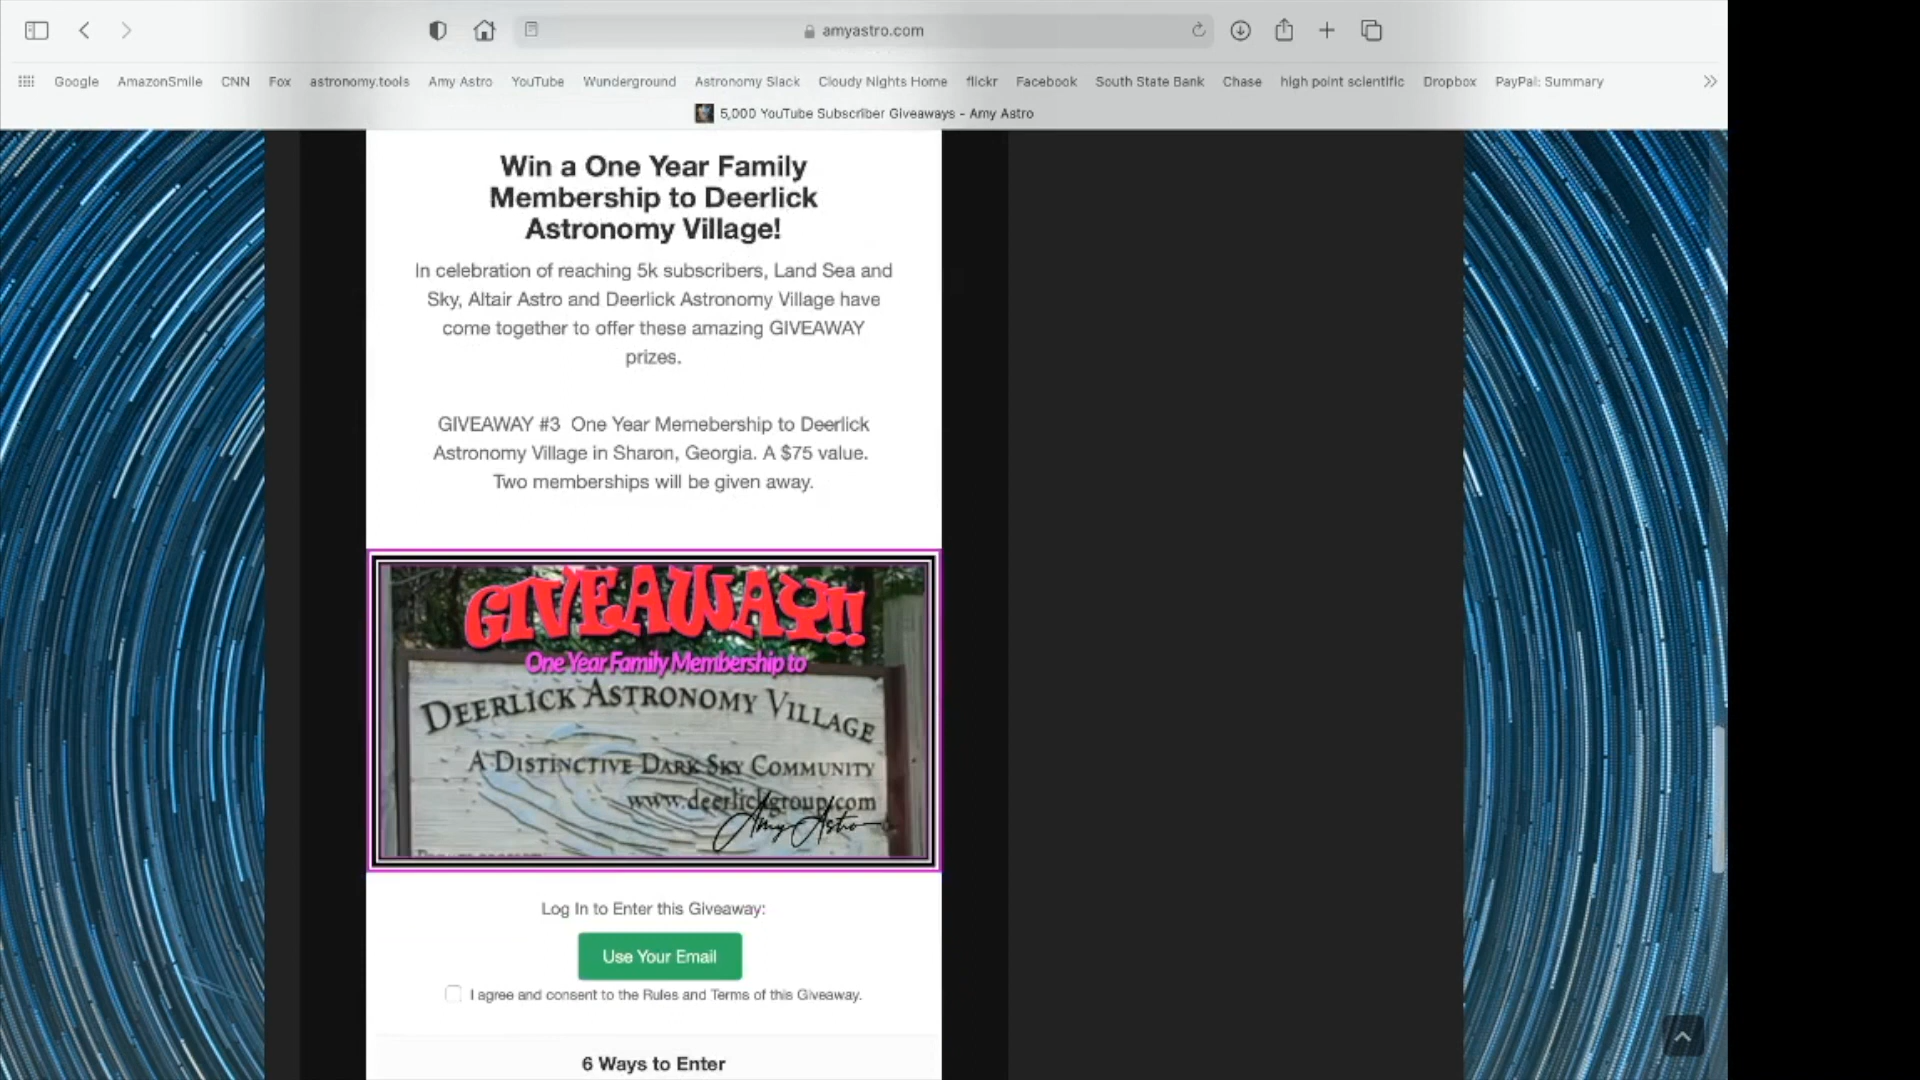 amyastro.com
Google AmazonSmile CNN Fox astronomy.tools Amy Astro YouTube Wunderground Astronomy Slack Cloudy Nights Home flickr Facebook South State Bank Chase high point scientific Dropbox PayPal: Summary
5,000 YouTube Subscriber Giveaways - Amy Astro
Win a One Year Family
Membership to Deerlick
Astronomy Village!
In celebration of reaching 5k subscribers, Land Sea and
Sky, Altair Astro and Deerlick Astronomy Village have
come together to offer these amazing GIVEAWAY
prizes.
GIVEAWAY #3 One Year Memebership to Deerlick
Astronomy Village in Sharon, Georgia. A $75 value.
Two memberships will be given away.
GIVEAWAY!!
One Year Family Membership to
DEERLICK ASTRONOMY VILLAGE
A DISTINCTIVE DARK SKY COMMUNITY
www.deerlickgroup.com
Amy Astro
Log In to Enter this Giveaway:
Use Your Email
I agree and consent to the Rules and Terms of this Giveaway.
6 Ways to Enter